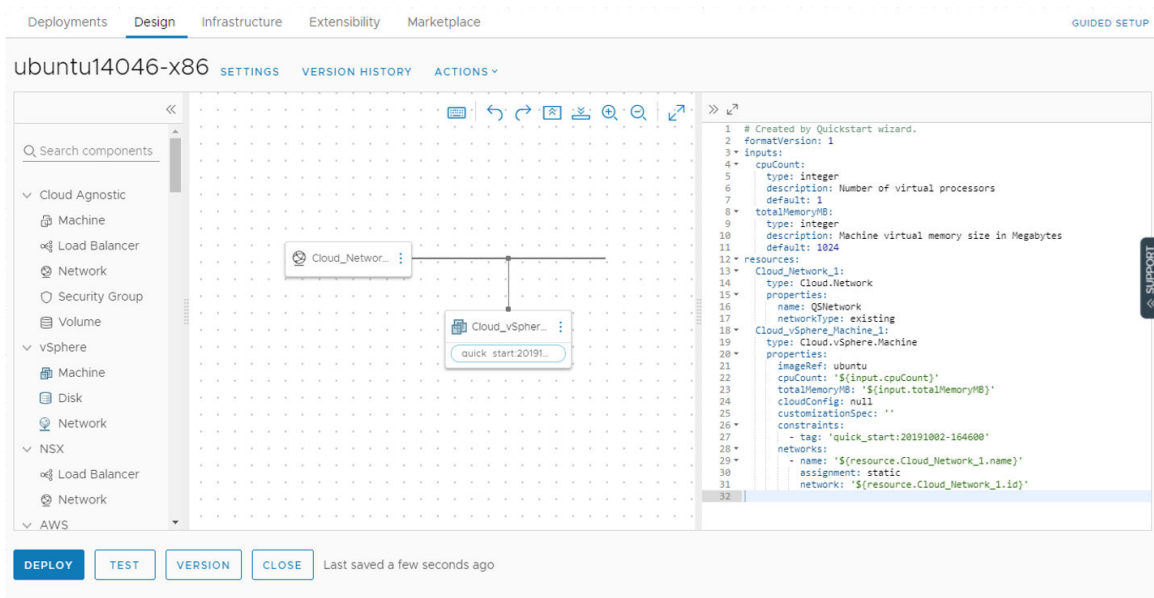 Deployments Design Infrastructure Extensibility Marketplace GUIDED SETUP
ubuntu14046-x86 SETTINGS VERSION HISTORY ACTIONS
Search components
Cloud Agnostic
Machine
Load Balancer
Network
Security Group
Volume
vSphere
Machine
Disk
Network
NSX
Load Balancer
Network
AWS
Cloud_Networ...
Cloud_vSpher...
quick_start:20191...
1 # Created by Quickstart wizard.
2 formatVersion: 1
3 inputs:
4 cpuCount:
5 type: integer
6 description: Number of virtual processors
7 default: 1
8 totalMemoryMB:
9 type: integer
10 description: Machine virtual memory size in Megabytes
11 default: 1024
12 resources:
13 Cloud_Network_1:
14 type: Cloud.Network
15 properties:
16 name: QSNetwork
17 networkType: existing
18 Cloud_vSphere_Machine_1:
19 type: Cloud.vSphere.Machine
20 properties:
21 imageRef: ubuntu
22 cpuCount: '${input.cpuCount}'
23 totalMemoryMB: '${input.totalMemoryMB}'
24 cloudConfig: null
25 customizationSpec: ''
26 constraints:
27 - tag: 'quick_start:20191002-164600'
28 networks:
29 - name: '${resource.Cloud_Network_1.name}'
30 assignment: static
31 network: '${resource.Cloud_Network_1.id}'
32
SUPPORT
DEPLOY TEST VERSION CLOSE Last saved a few seconds ago